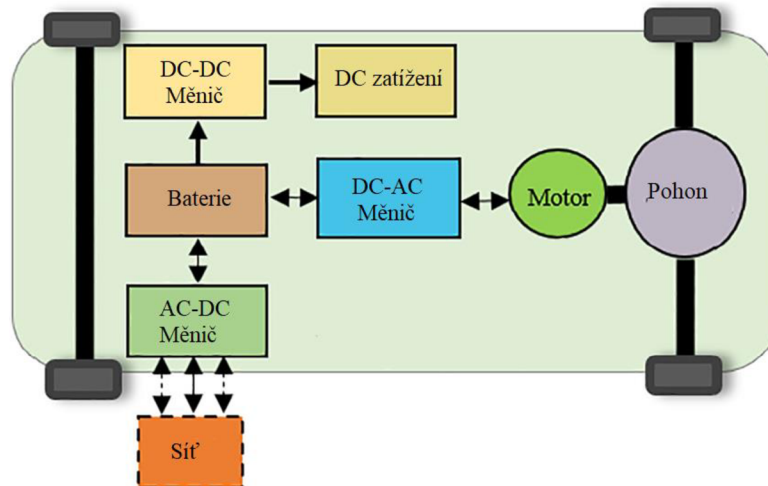 DC-DC
Měnič
DC zatížení
Baterie
DC-AC
Měnič
Motor
Pohon
AC-DC
Měnič
Síť